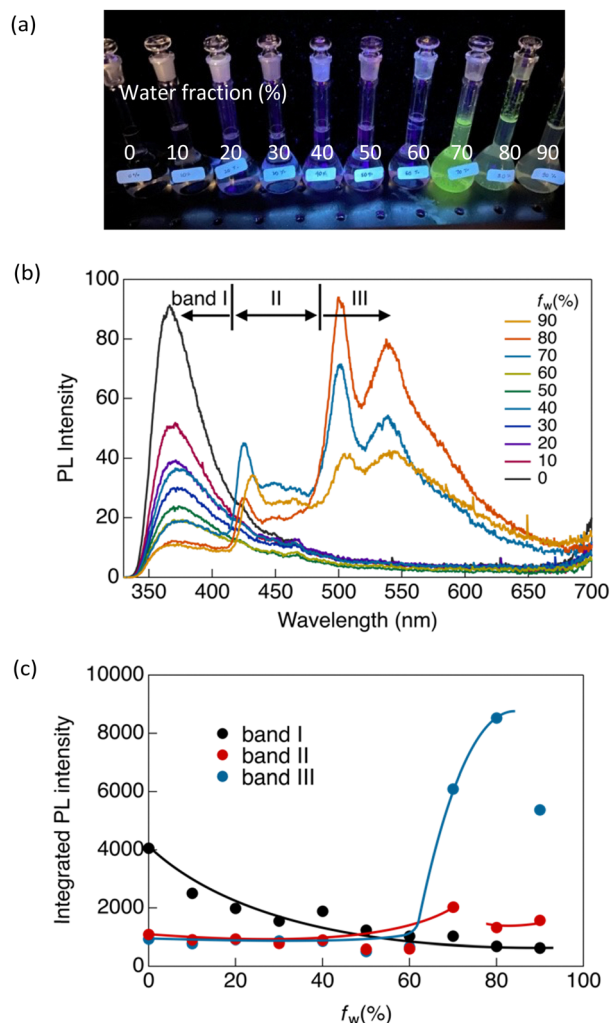 (a)
Water fraction (%)
0 10 20 30 40 50 60 70 80 90
(b)
100
80
60
40
20
0
PL Intensity
band I
II
III
fw(%)
90
80
70
60
50
40
30
20
10
0
350 400 450 500 550 600 650 700
Wavelength (nm)
(c)
10000
8000
6000
4000
2000
0
Integrated PL intensity
band I
band II
band III
0 20 40 60 80 100
fw(%)